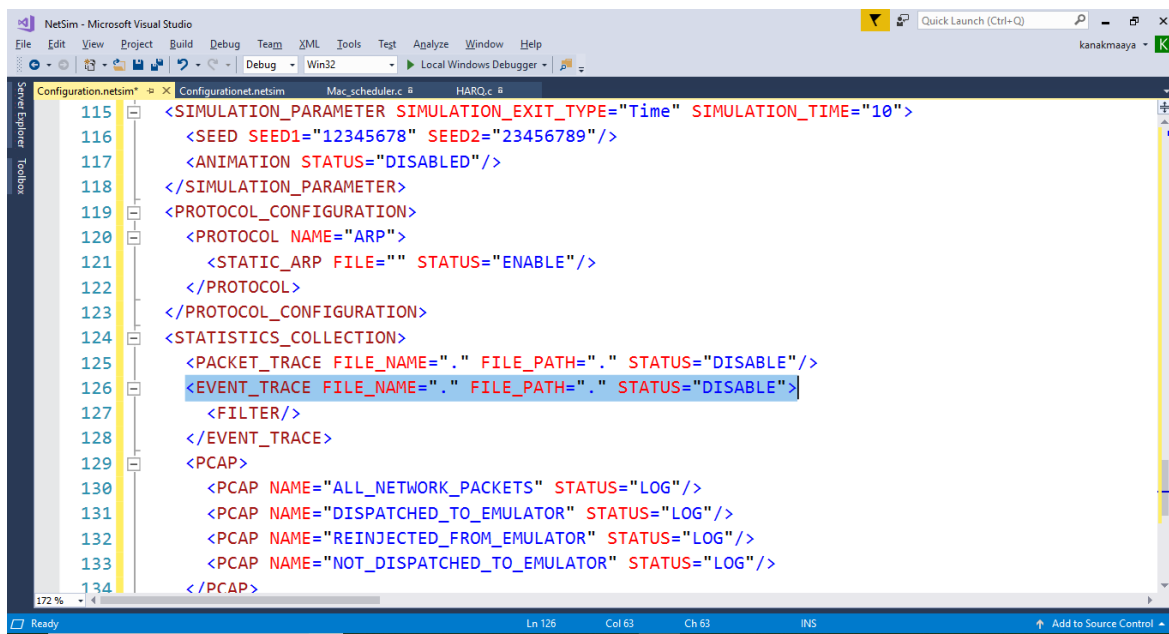 NetSim - Microsoft Visual Studio
Quick Launch (Ctrl+Q)
File Edit View Project Build Debug Team XML Tools Test Analyze Window Help
kanakmaaya K
Debug Win32 Local Windows Debugger
Server Explorer
Toolbox
Configuration.netsim* Configurationet.netsim Mac_scheduler.c HARQ.c
115 <SIMULATION_PARAMETER SIMULATION_EXIT_TYPE="Time" SIMULATION_TIME="10">
116 <SEED SEED1="12345678" SEED2="23456789"/>
117 <ANIMATION STATUS="DISABLED"/>
118 </SIMULATION_PARAMETER>
119 <PROTOCOL_CONFIGURATION>
120 <PROTOCOL NAME="ARP">
121 <STATIC_ARP FILE="" STATUS="ENABLE"/>
122 </PROTOCOL>
123 </PROTOCOL_CONFIGURATION>
124 <STATISTICS_COLLECTION>
125 <PACKET_TRACE FILE_NAME="." FILE_PATH="." STATUS="DISABLE"/>
126 <EVENT_TRACE FILE_NAME="." FILE_PATH="." STATUS="DISABLE">
127 <FILTER/>
128 </EVENT_TRACE>
129 <PCAP>
130 <PCAP NAME="ALL_NETWORK_PACKETS" STATUS="LOG"/>
131 <PCAP NAME="DISPATCHED_TO_EMULATOR" STATUS="LOG"/>
132 <PCAP NAME="REINJECTED_FROM_EMULATOR" STATUS="LOG"/>
133 <PCAP NAME="NOT_DISPATCHED_TO_EMULATOR" STATUS="LOG"/>
134 </PCAP>
172 %
Ready Ln 126 Col 63 Ch 63 INS Add to Source Control